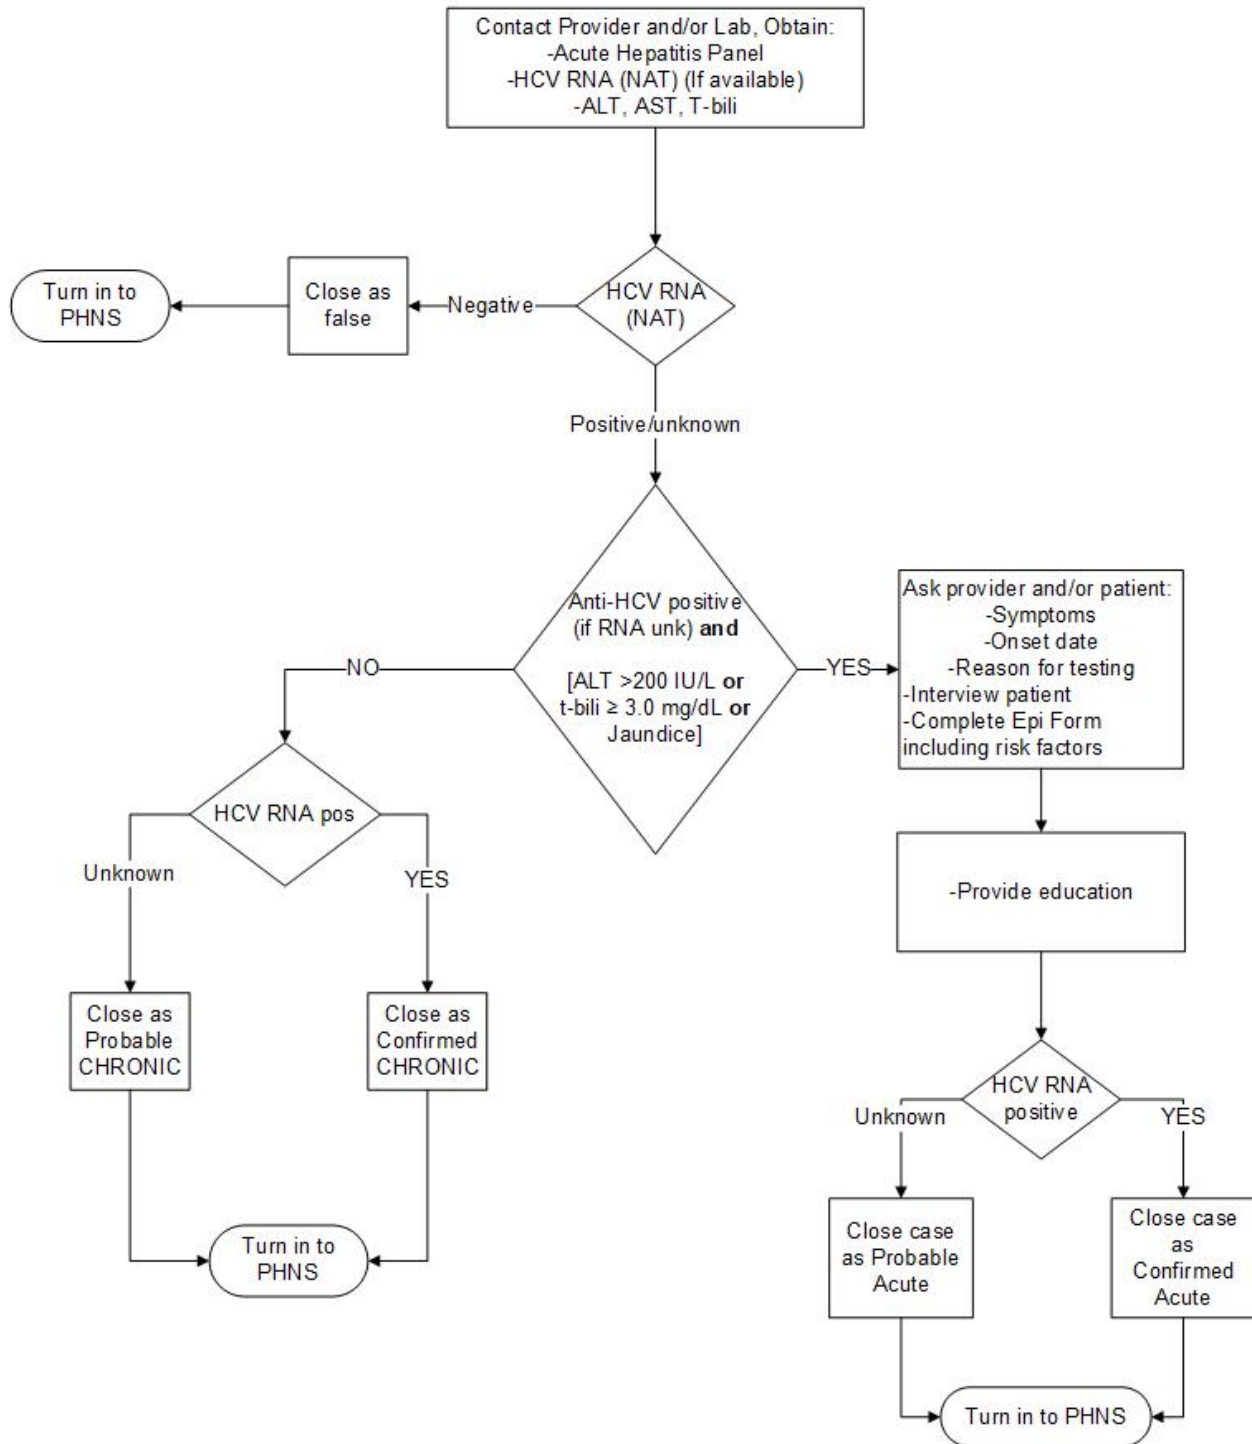 Contact Provider and/or Lab, Obtain:
-Acute Hepatitis Panel
-HCV RNA (NAT) (If available)
-ALT, AST, T-bili
HCV RNA
(NAT)
Negative
Close as
false
Turn in to
PHNS
Positive/unknown
Anti-HCV positive
(if RNA unk) and
[ALT >200 IU/L or
t-bili ≥ 3.0 mg/dL or
Jaundice]
NO
YES
Ask provider and/or patient:
-Symptoms
-Onset date
-Reason for testing
-Interview patient
-Complete Epi Form
including risk factors
HCV RNA pos
Unknown
YES
-Provide education
Close as
Probable
CHRONIC
Close as
Confirmed
CHRONIC
Turn in to
PHNS
HCV RNA
positive
Unknown
YES
Close case
as Probable
Acute
Close case
as
Confirmed
Acute
Turn in to PHNS